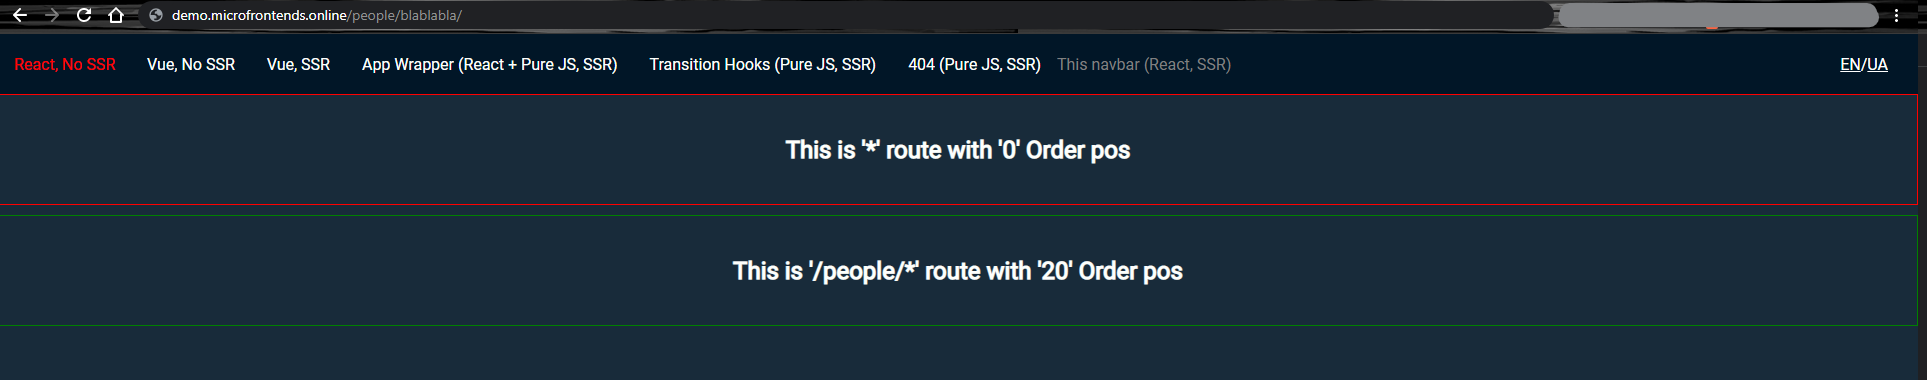 demo.microfrontends.online/people/blablabla/
React, No SSR Vue, No SSR Vue, SSR App Wrapper (React + Pure JS, SSR) Transition Hooks (Pure JS, SSR) 404 (Pure JS, SSR) This navbar (React, SSR) EN/UA
This is '*' route with '0' Order pos
This is '/people/*' route with '20' Order pos